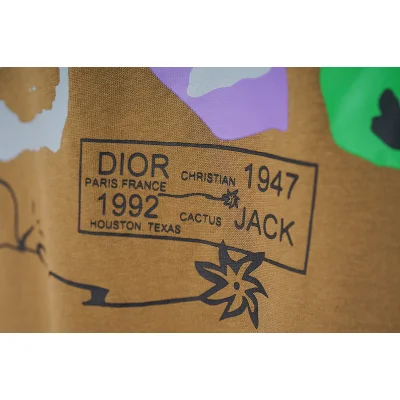 DIOR CHRISTIAN 1947
PARIS FRANCE
1992 CACTUS JACK
HOUSTON, TEXAS